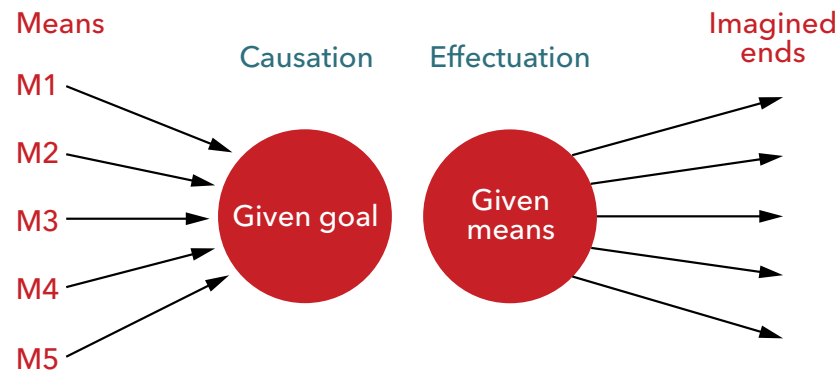 Means
Causation
Effectuation
Imagined
ends
M1
M2
M3
M4
M5
Given goal
Given
means